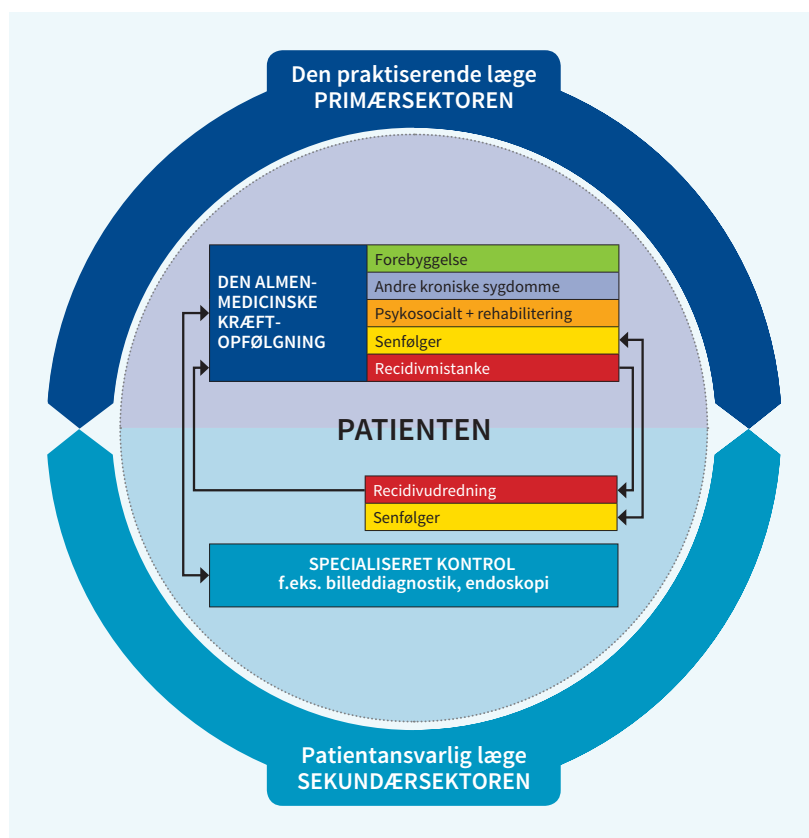 Den praktiserende læge
PRIMÆRSEKTOREN
DEN ALMEN-
MEDICINSKE
KRÆFT-
OPFØLGNING
Forebyggelse
Andre kroniske sygdomme
Psykosocialt + rehabilitering
Senfølger
Recidivmistanke
PATIENTEN
Recidivudredning
Senfølger
SPECIALISERET KONTROL
f.eks. billeddiagnostik, endoskopi
Patientansvarlig læge
SEKUNDÆRSEKTOREN